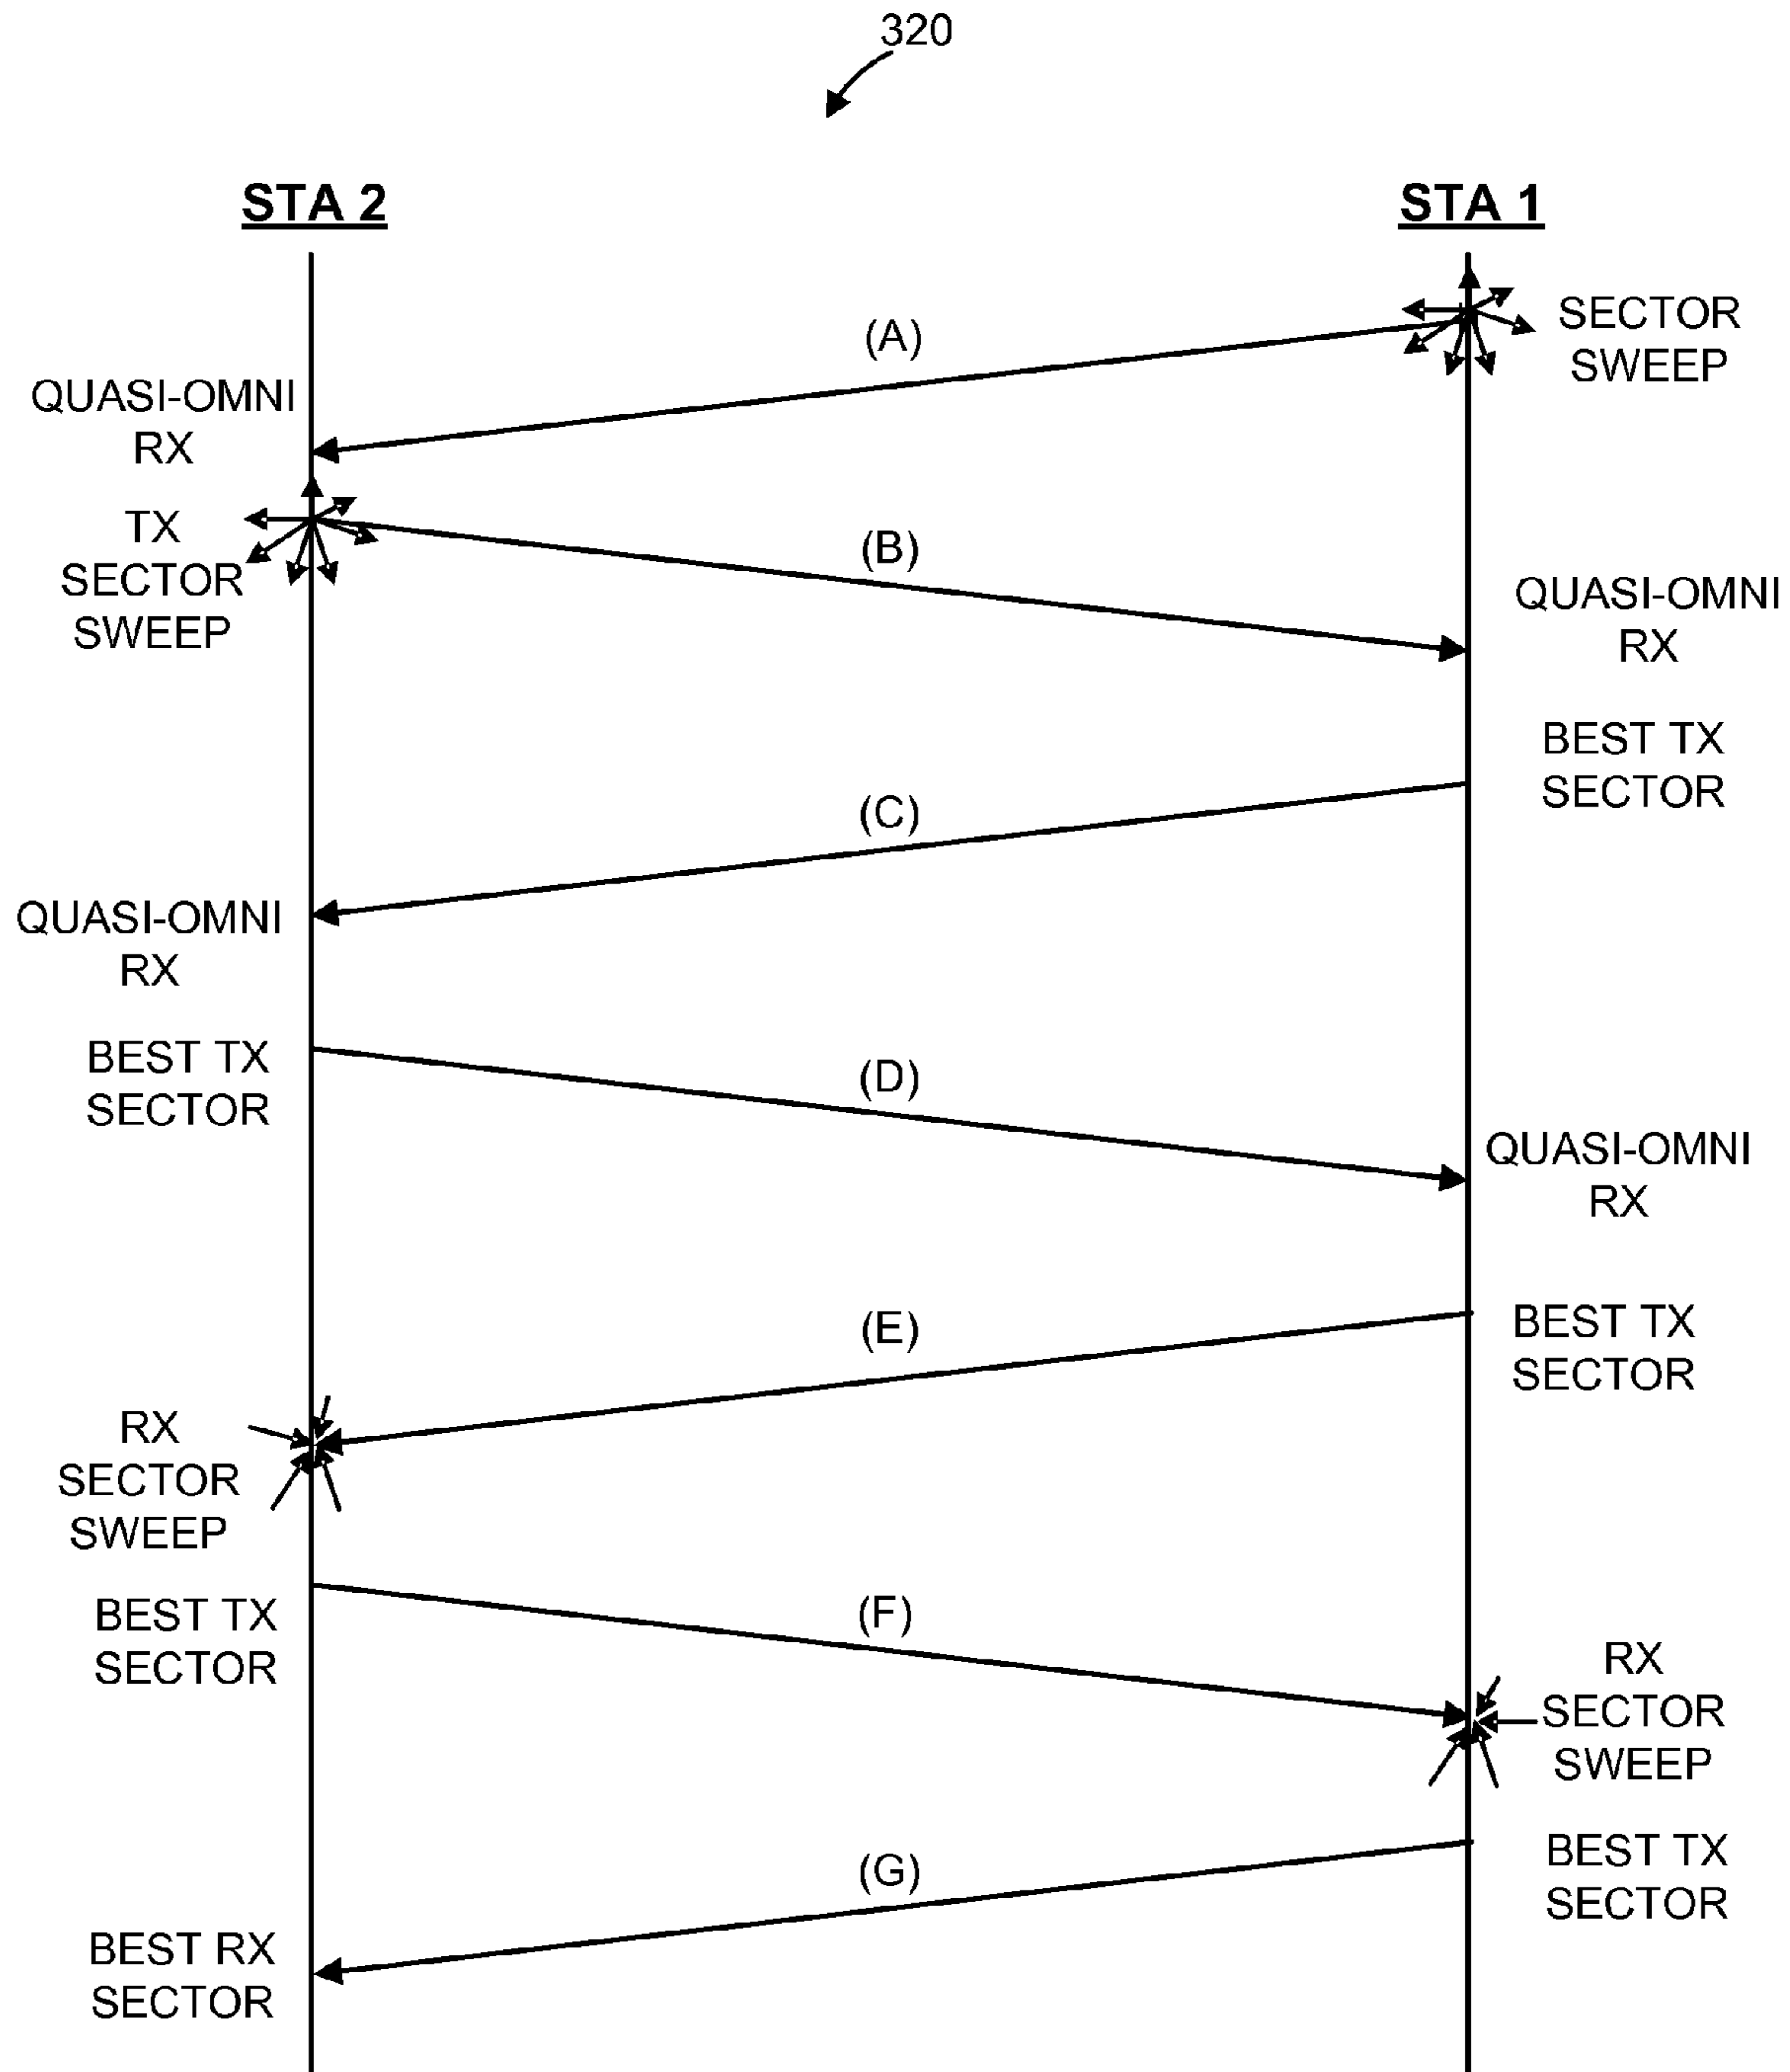 320
STA 2
STA 1
SECTOR
SWEEP
(A)
QUASI-OMNI
RX
TX
SECTOR
SWEEP
(B)
QUASI-OMNI
RX
BEST TX
SECTOR
(C)
QUASI-OMNI
RX
BEST TX
SECTOR
(D)
QUASI-OMNI
RX
BEST TX
SECTOR
(E)
RX
SECTOR
SWEEP
BEST TX
SECTOR
(F)
RX
SECTOR
SWEEP
BEST TX
SECTOR
(G)
BEST RX
SECTOR